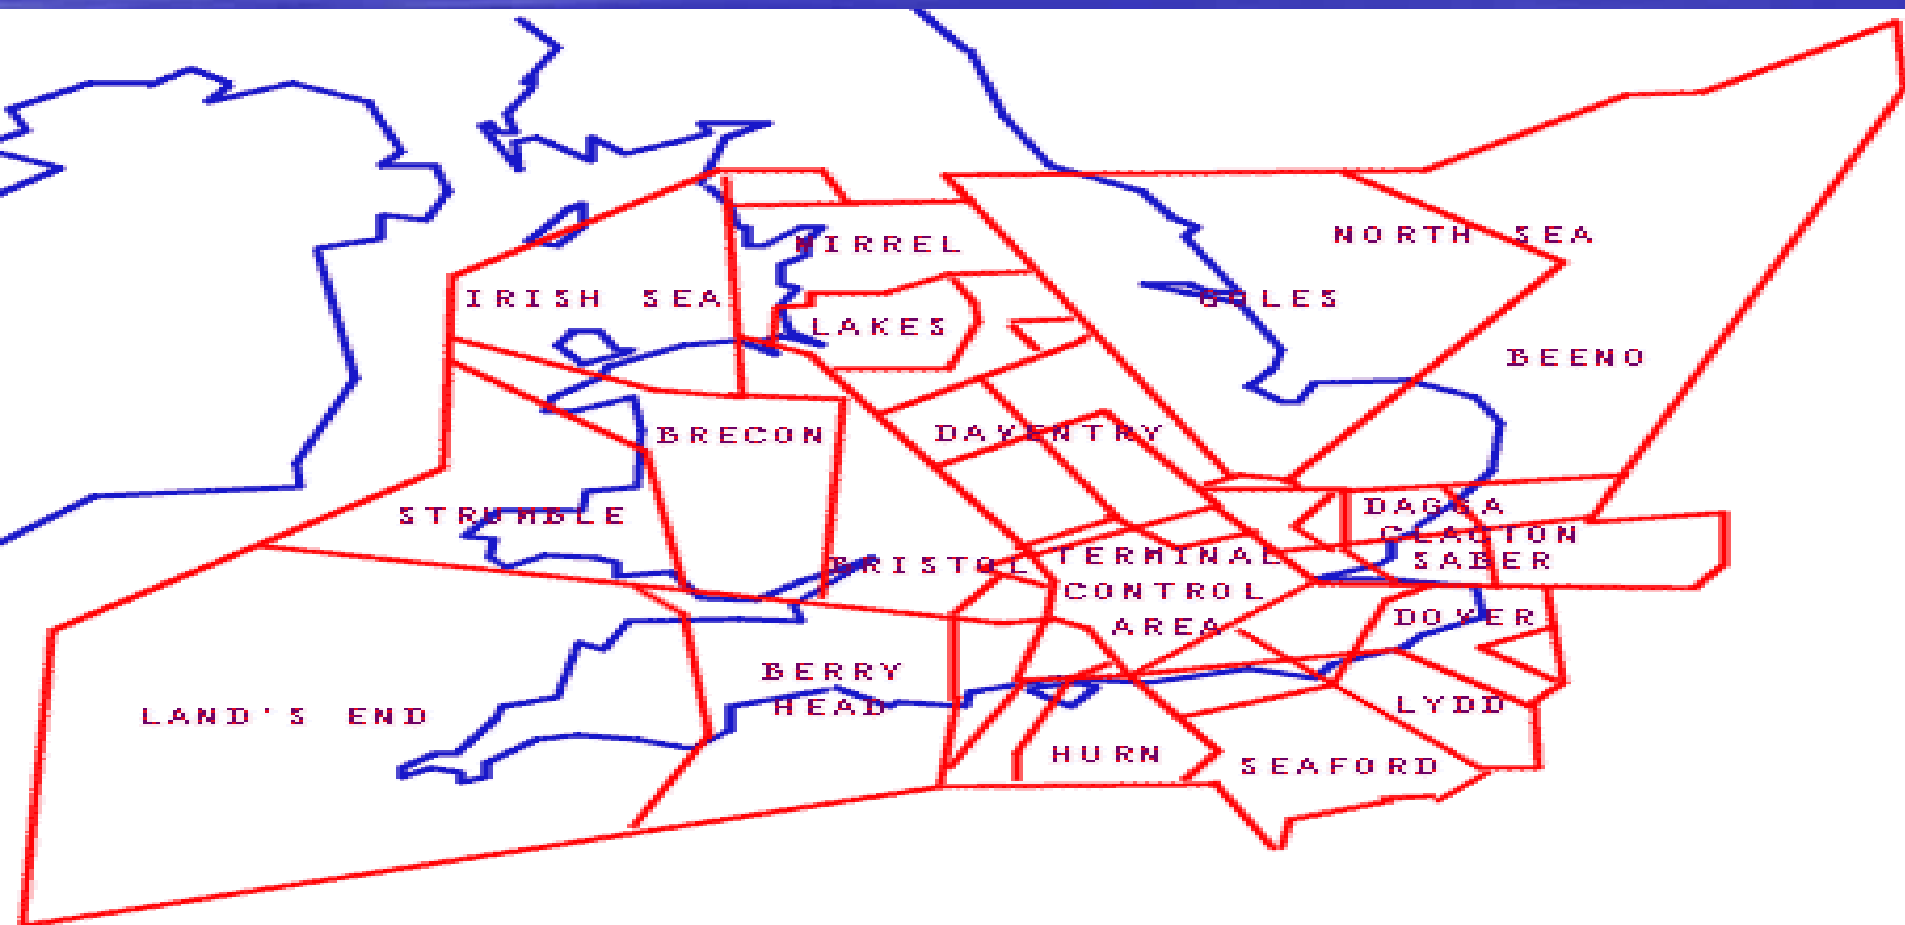 NORTH SEA
WIRREL
IRISH SEA
GOLES
LAKES
BEENO
BRECON
DAVENTRY
DAGGA
STRUMBLE
CLACTON
TERMINAL
SABER
BRISTOL
CONTROL
DOVER
AREA
BERRY
HEAD
LYDD
LAND'S END
HURN
SEAFORD